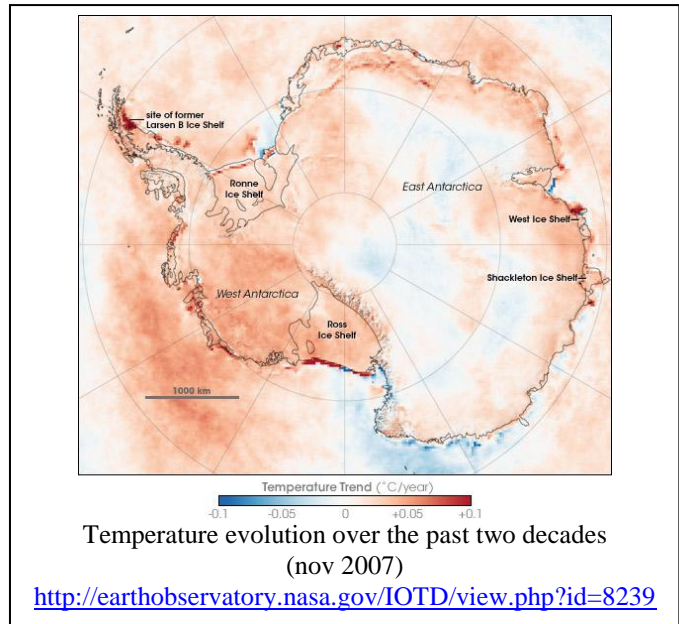 site of former
Larsen B Ice Shelf
Ronne
Ice Shelf
East Antarctica
West Ice Shelf
Shackleton Ice Shelf
West Antarctica
Ross
Ice Shelf
1000 km
Temperature Trend (°C/year)
-0.1 -0.05 0 +0.05 +0.1
Temperature evolution over the past two decades
(nov 2007)
http://earthobservatory.nasa.gov/IOTD/view.php?id=8239